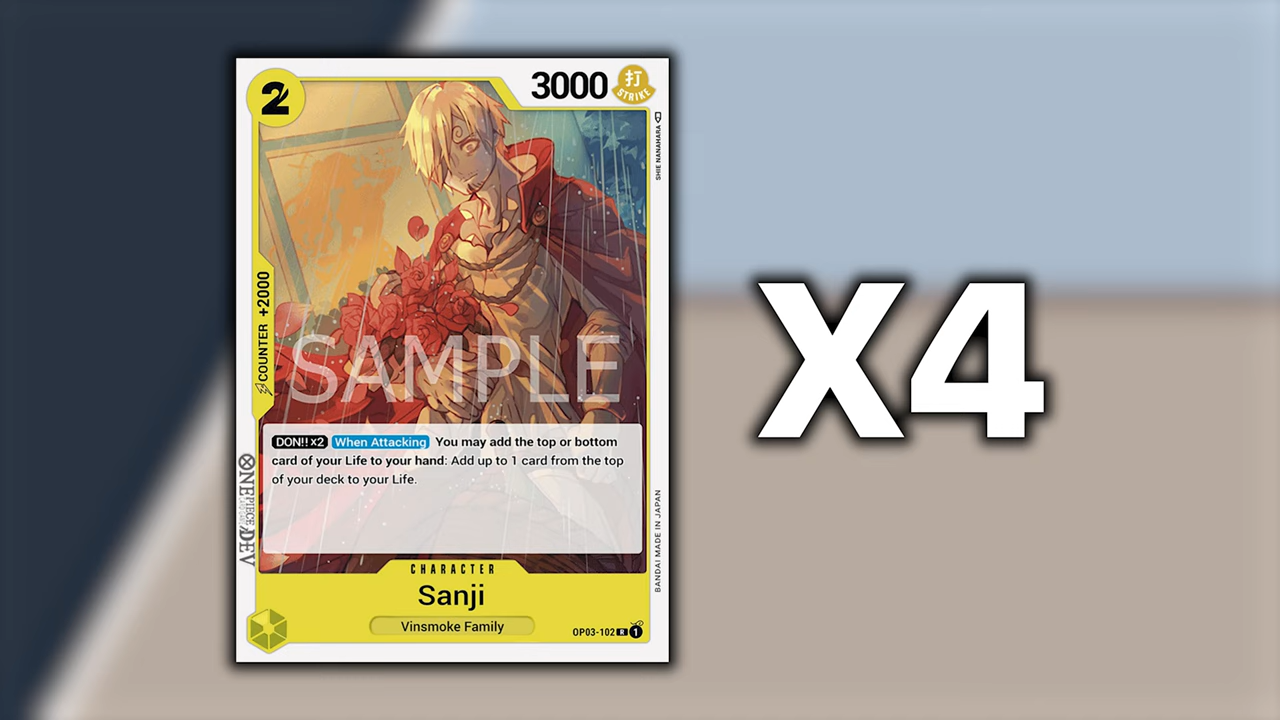 2
3000
打
STRIKE
SHIE NANAHARA
COUNTER +2000
SAMPLE
DON!! x2 When Attacking You may add the top or bottom
card of your Life to your hand: Add up to 1 card from the top
of your deck to your Life.
ONE PIECE
DEV
BANDAI MADE IN JAPAN
CHARACTER
Sanji
Vinsmoke Family
OP03-102 R 1
X4